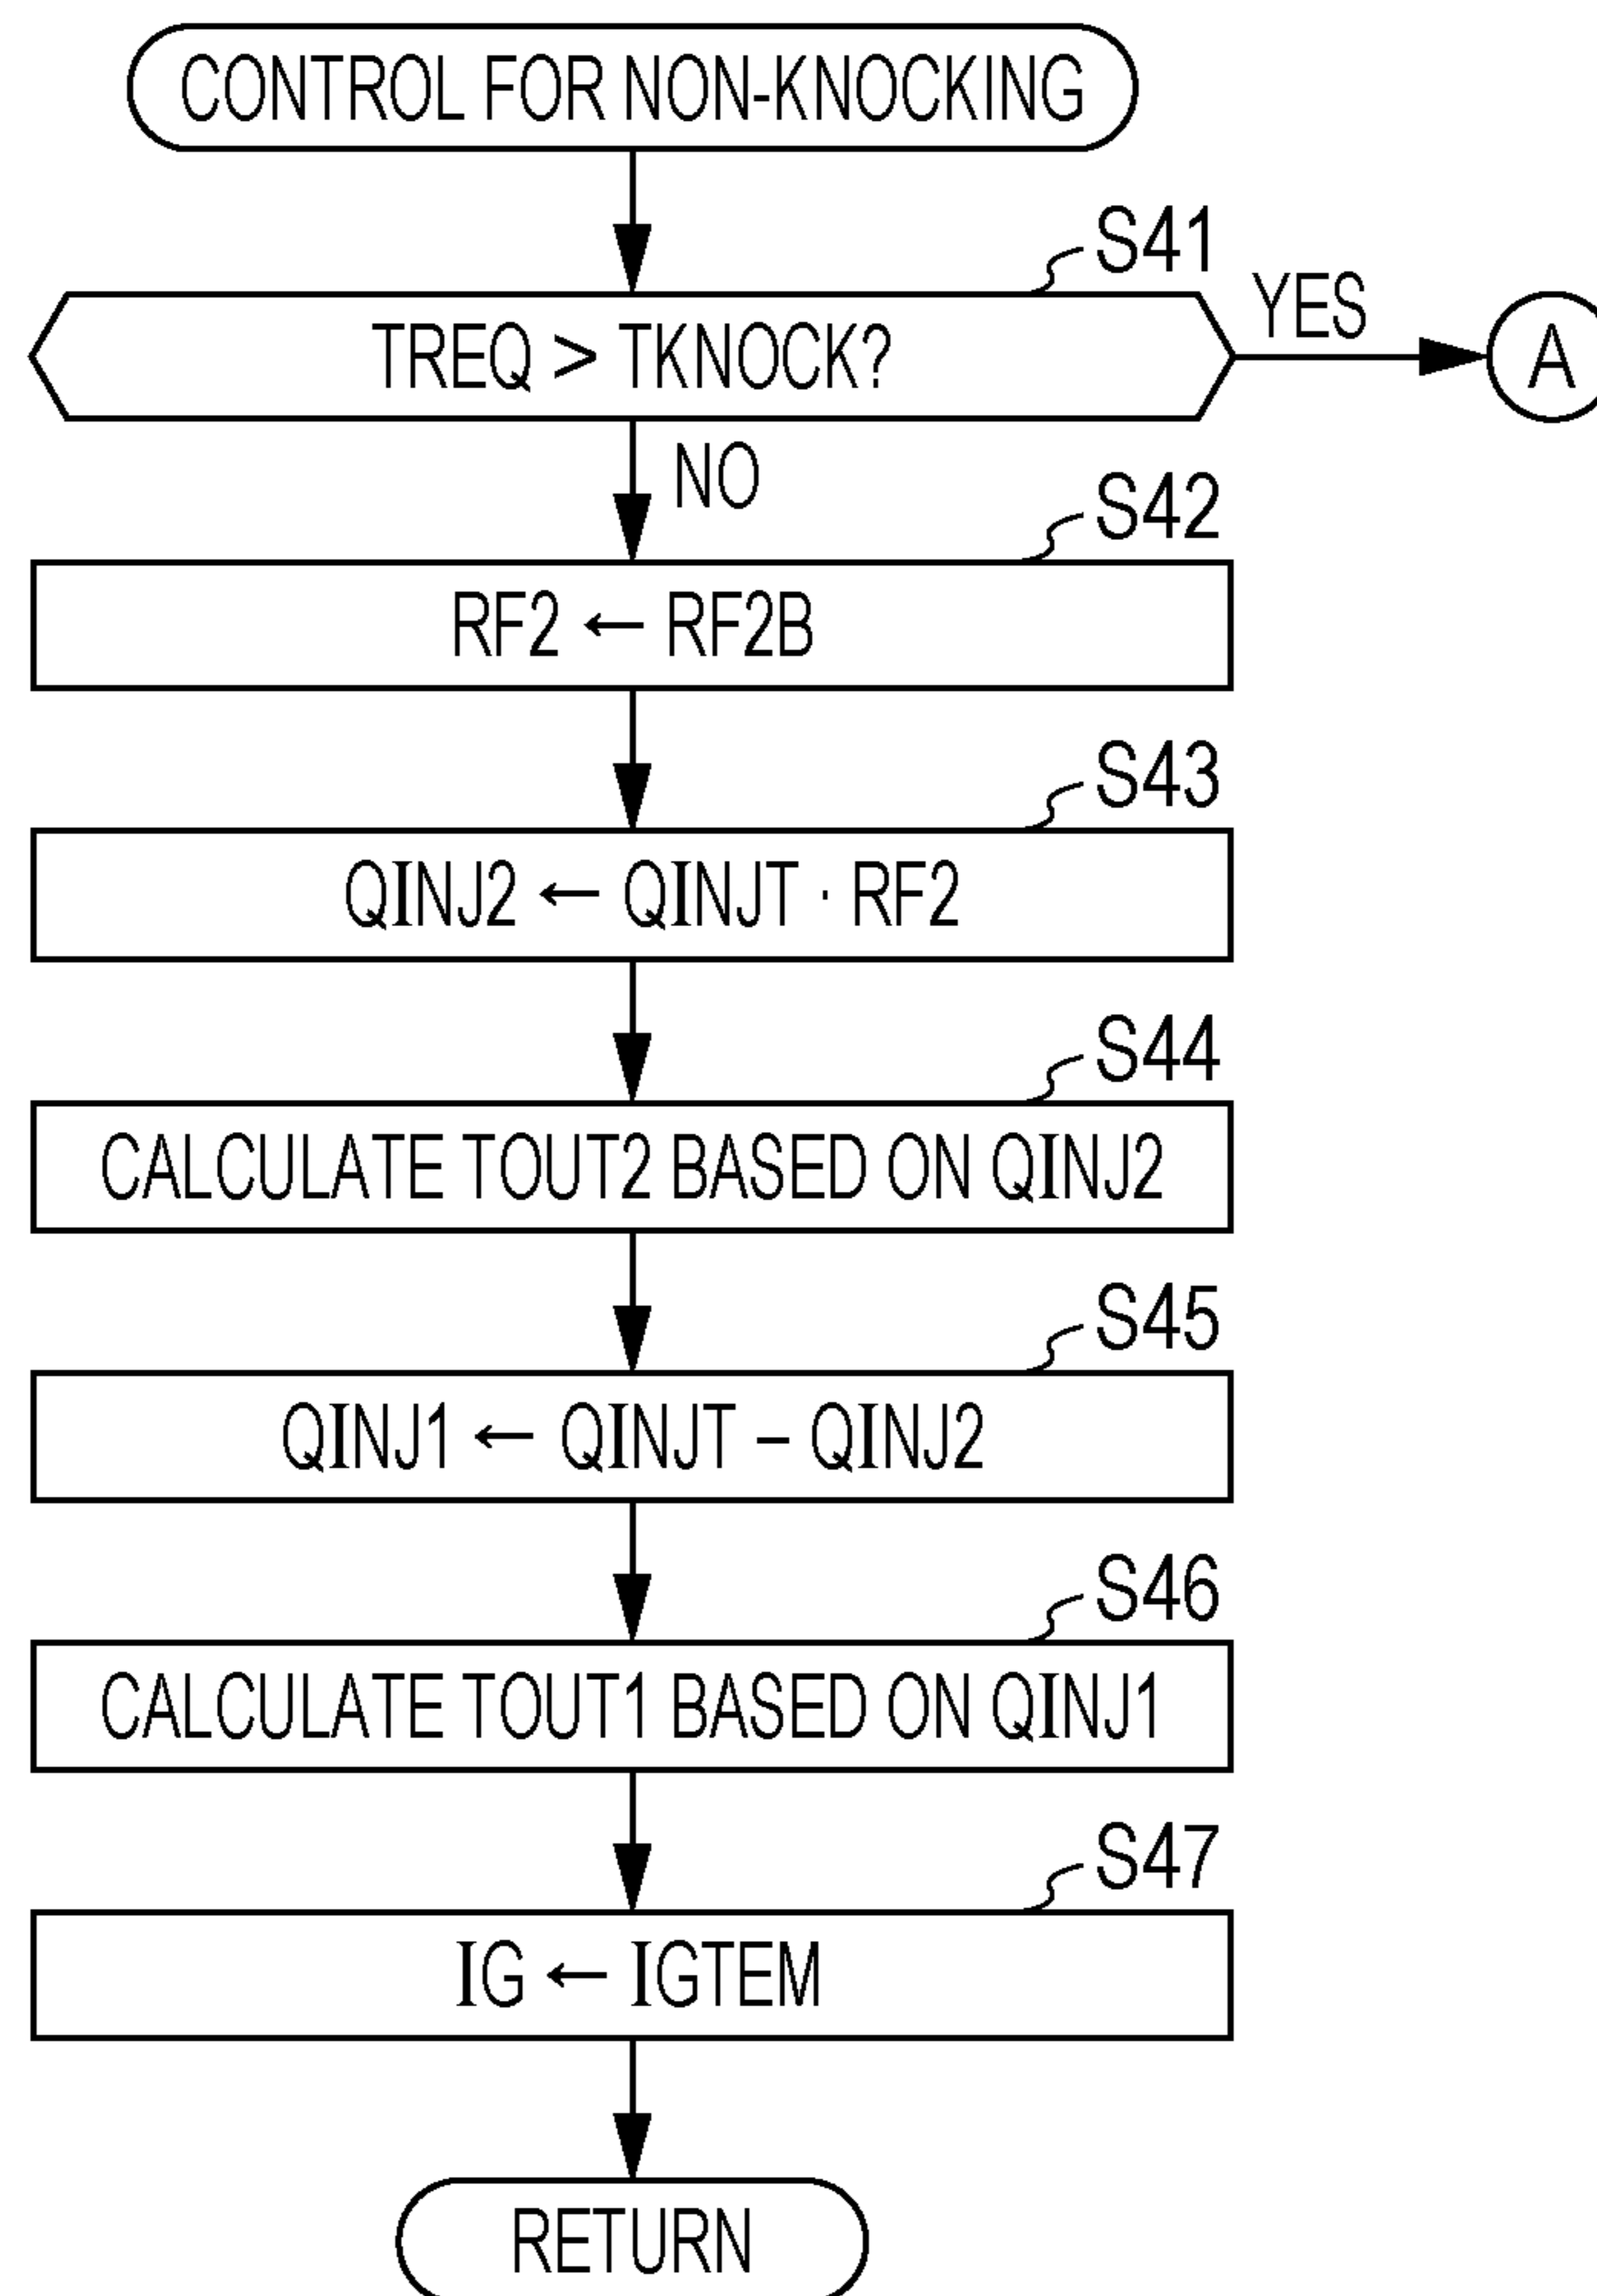 CONTROL FOR NON-KNOCKING
S41
TREQ > TKNOCK?
YES
A
NO
S42
RF2 ← RF2B
S43
QINJ2 ← QINJT · RF2
S44
CALCULATE TOUT2 BASED ON QINJ2
S45
QINJ1 ← QINJT – QINJ2
S46
CALCULATE TOUT1 BASED ON QINJ1
S47
IG ← IGTEM
RETURN